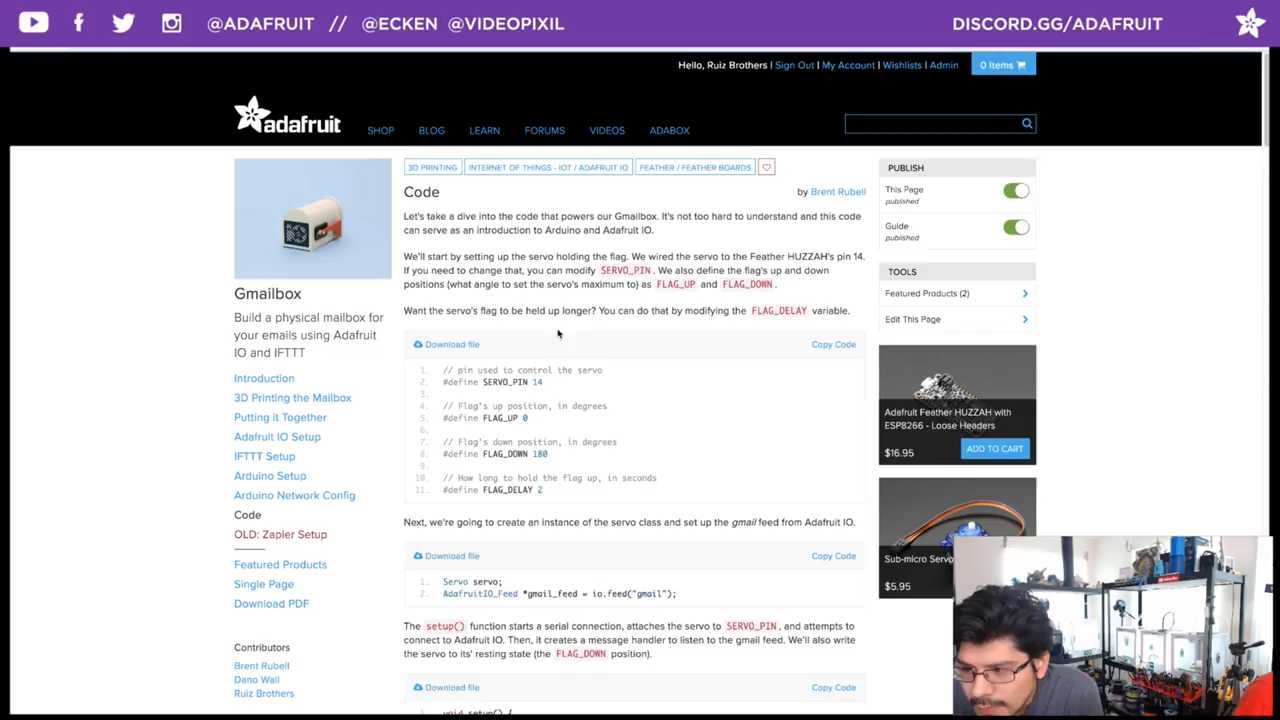 @ADAFRUIT // @ECKEN @VIDEOPIXIL
DISCORD.GG/ADAFRUIT
Hello, Ruiz Brothers | Sign Out | My Account | Wishlists | Admin
0 Items
adafruit
SHOP BLOG LEARN FORUMS VIDEOS ADABOX
Gmailbox
Build a physical mailbox for
your emails using Adafruit
IO and IFTTT
Introduction
3D Printing the Mailbox
Putting it Together
Adafruit IO Setup
IFTTT Setup
Arduino Setup
Arduino Network Config
Code
OLD: Zapier Setup
Featured Products
Single Page
Download PDF
Contributors
Brent Rubell
Dano Wall
Ruiz Brothers
3D PRINTING
INTERNET OF THINGS - IOT / ADAFRUIT IO
FEATHER / FEATHER BOARDS
Code
by Brent Rubell
Let's take a dive into the code that powers our Gmailbox. It's not too hard to understand and this code
can serve as an introduction to Arduino and Adafruit IO.
We'll start by setting up the servo holding the flag. We wired the servo to the Feather HUZZAH's pin 14.
If you need to change that, you can modify SERVO_PIN. We also define the flag's up and down
positions (what angle to set the servo's maximum to) as FLAG_UP and FLAG_DOWN.
Want the servo's flag to be held up longer? You can do that by modifying the FLAG_DELAY variable.
Download file
Copy Code
1. // pin used to control the servo
2. #define SERVO_PIN 14
3.
4. // Flag's up position, in degrees
5. #define FLAG_UP 0
6.
7. // Flag's down position, in degrees
8. #define FLAG_DOWN 180
9.
10. // How long to hold the flag up, in seconds
11. #define FLAG_DELAY 2
Next, we're going to create an instance of the servo class and set up the gmail feed from Adafruit IO.
Download file
Copy Code
1. Servo servo;
2. AdafruitIO_Feed *gmail_feed = io.feed("gmail");
The setup() function starts a serial connection, attaches the servo to SERVO_PIN, and attempts to
connect to Adafruit IO. Then, it creates a message handler to listen to the gmail feed. We'll also write
the servo to its' resting state (the FLAG_DOWN position).
Download file
Copy Code
1. void setup() {
PUBLISH
This Page
published
Guide
published
TOOLS
Featured Products (2)
Edit This Page
Adafruit Feather HUZZAH with
ESP8266 - Loose Headers
$16.95
ADD TO CART
Sub-micro Servo
$5.95